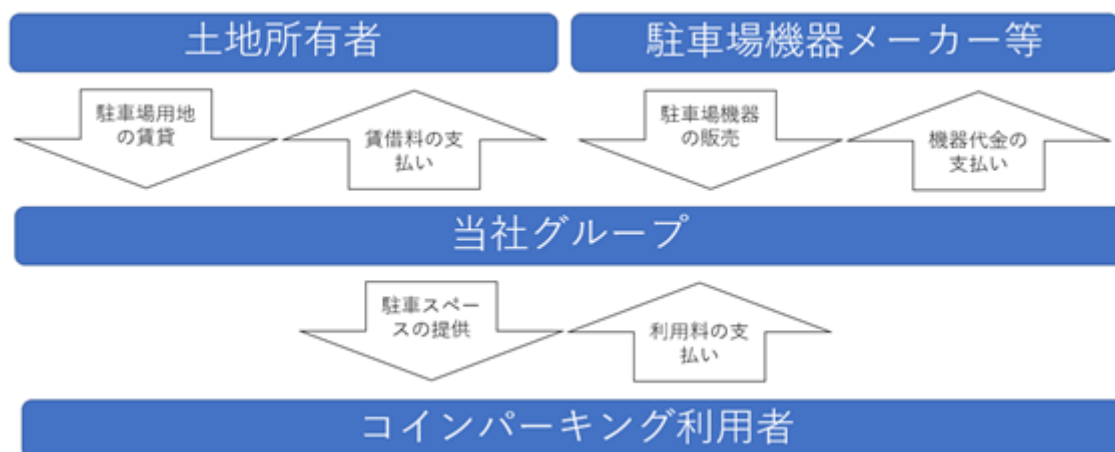 土地所有者
駐車場機器メーカー等
駐車場用地
の賃貸
賃借料の支
払い
駐車場機器
の販売
機器代金の
支払い
当社グループ
駐車スペー
スの提供
利用料の支
払い
コインパーキング利用者